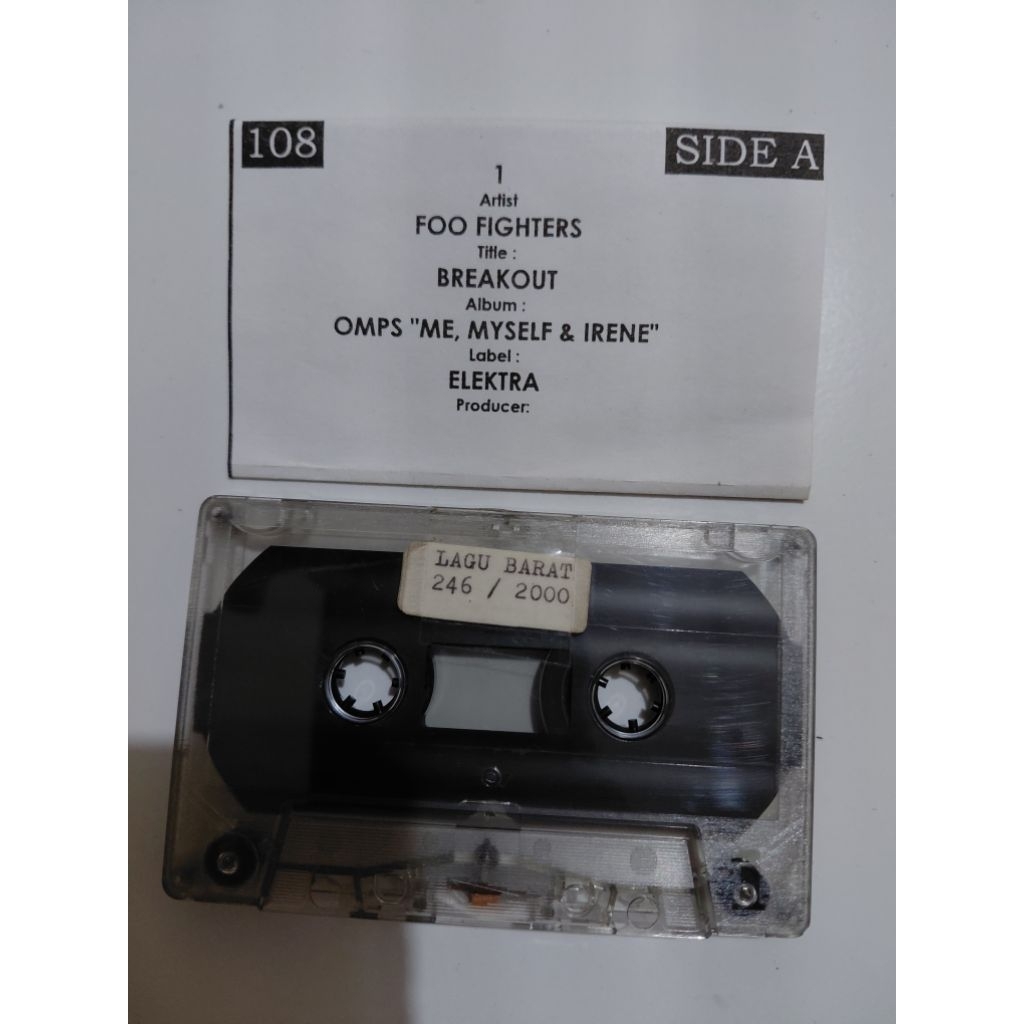 108
SIDE A
1
Artist
FOO FIGHTERS
Title :
BREAKOUT
Album :
OMPS "ME, MYSELF & IRENE"
Label :
ELEKTRA
Producer:
LAGU BARAT
246 / 2000